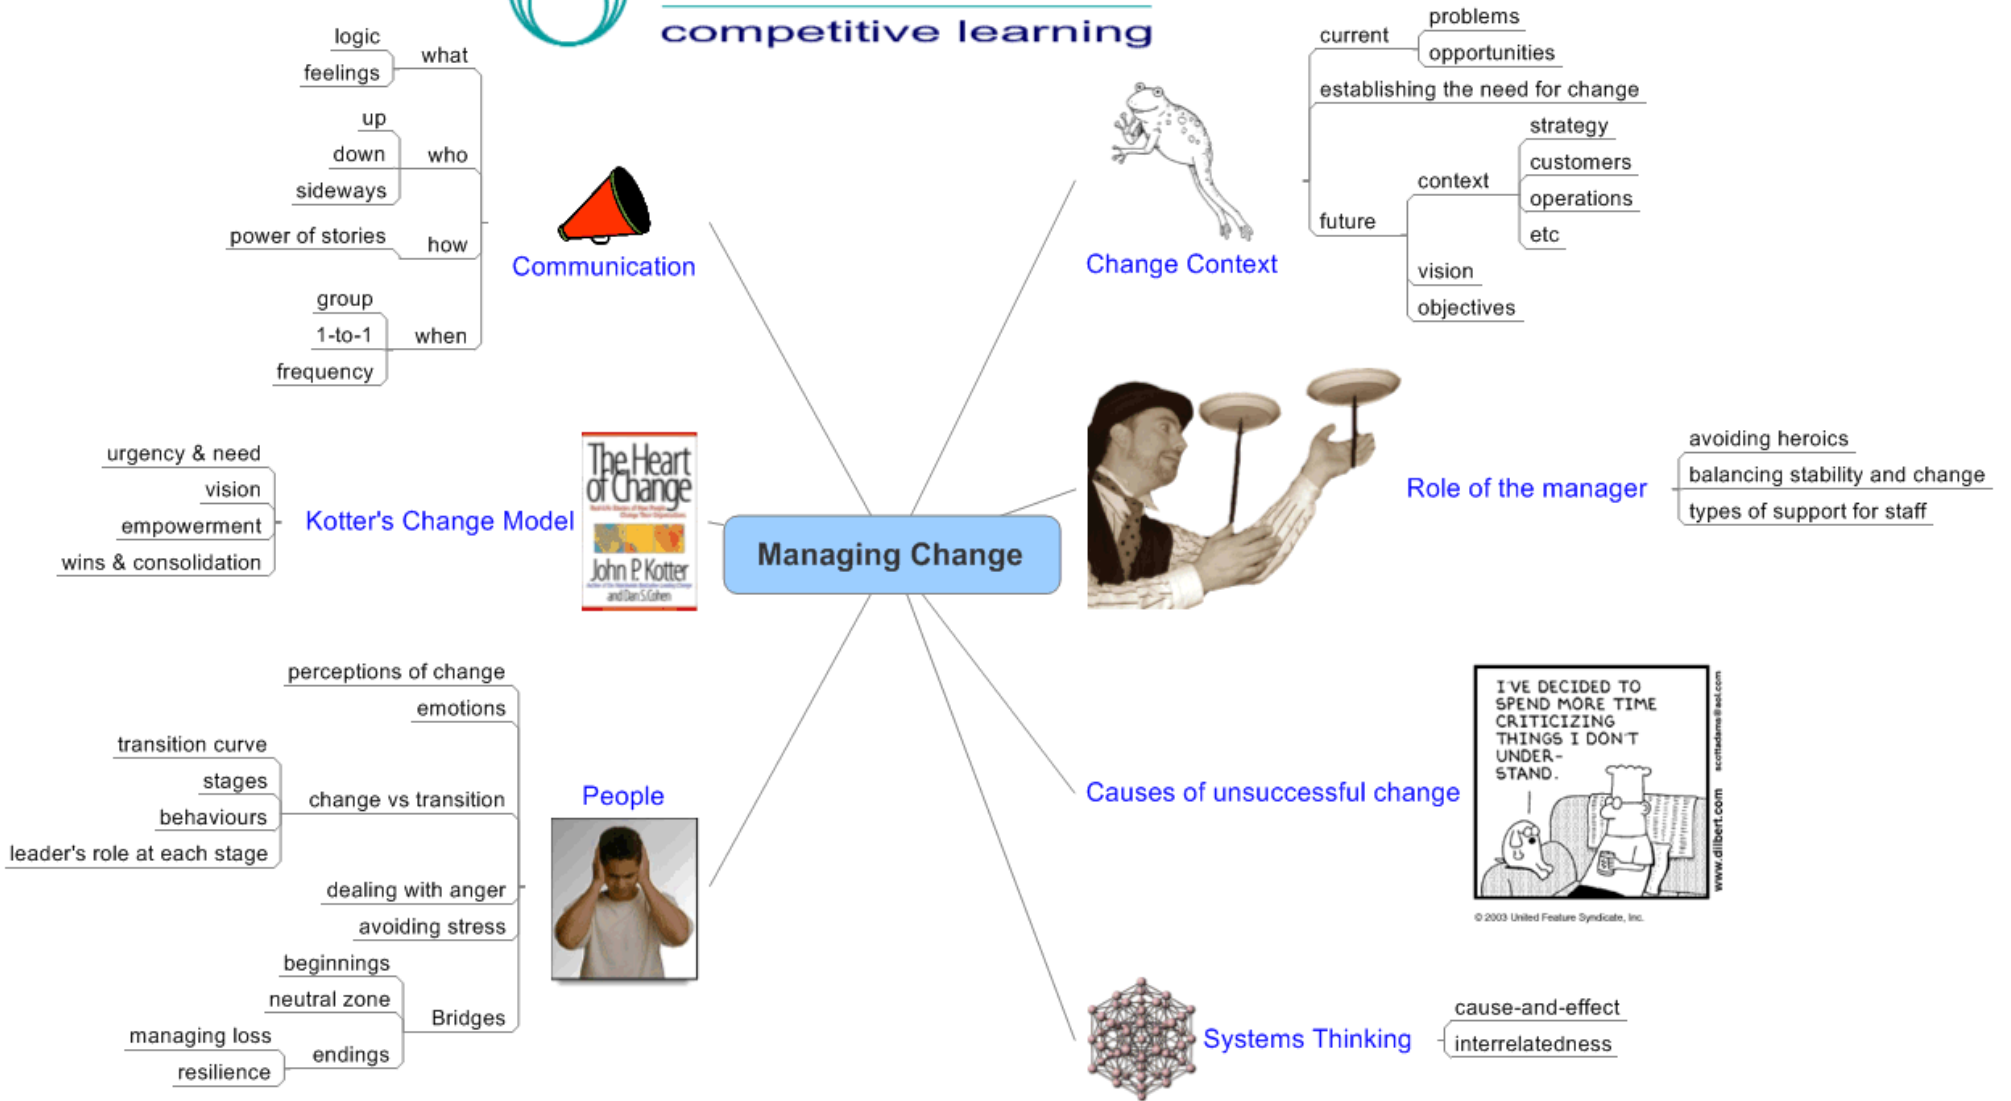 competitive learning
logic
feelings
what
up
down
sideways
who
power of stories
how
group
1-to-1
frequency
when
Communication
problems
opportunities
current
establishing the need for change
strategy
customers
operations
etc
context
future
vision
objectives
Change Context
urgency & need
vision
empowerment
wins & consolidation
Kotter's Change Model
The Heart
of Change
John P. Kotter
and Dan S. Cohen
Managing Change
Role of the manager
avoiding heroics
balancing stability and change
types of support for staff
perceptions of change
emotions
transition curve
stages
behaviours
leader's role at each stage
change vs transition
dealing with anger
avoiding stress
beginnings
neutral zone
managing loss
resilience
endings
Bridges
People
Causes of unsuccessful change
I'VE DECIDED TO
SPEND MORE TIME
CRITICIZING
THINGS I DON'T
UNDER-
STAND.
www.dilbert.com scottadams@aol.com
© 2003 United Feature Syndicate, Inc.
Systems Thinking
cause-and-effect
interrelatedness